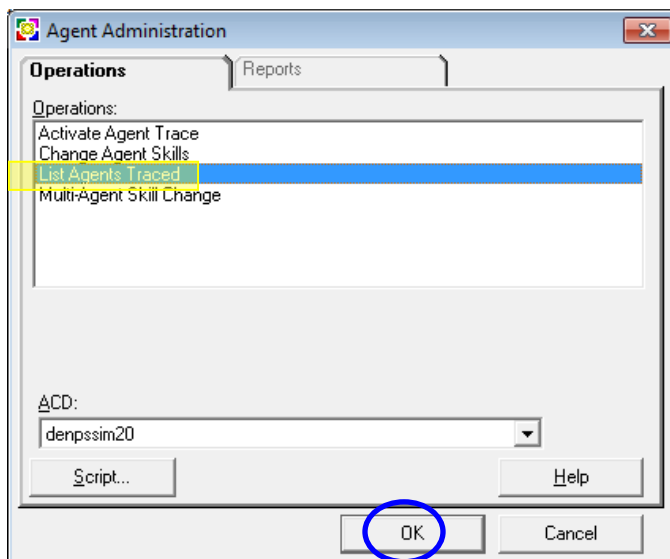 Agent Administration
Operations
Reports
Operations:
Activate Agent Trace
Change Agent Skills
List Agents Traced
Multi-Agent Skill Change
ACD:
denpssim20
Script...
Help
OK
Cancel